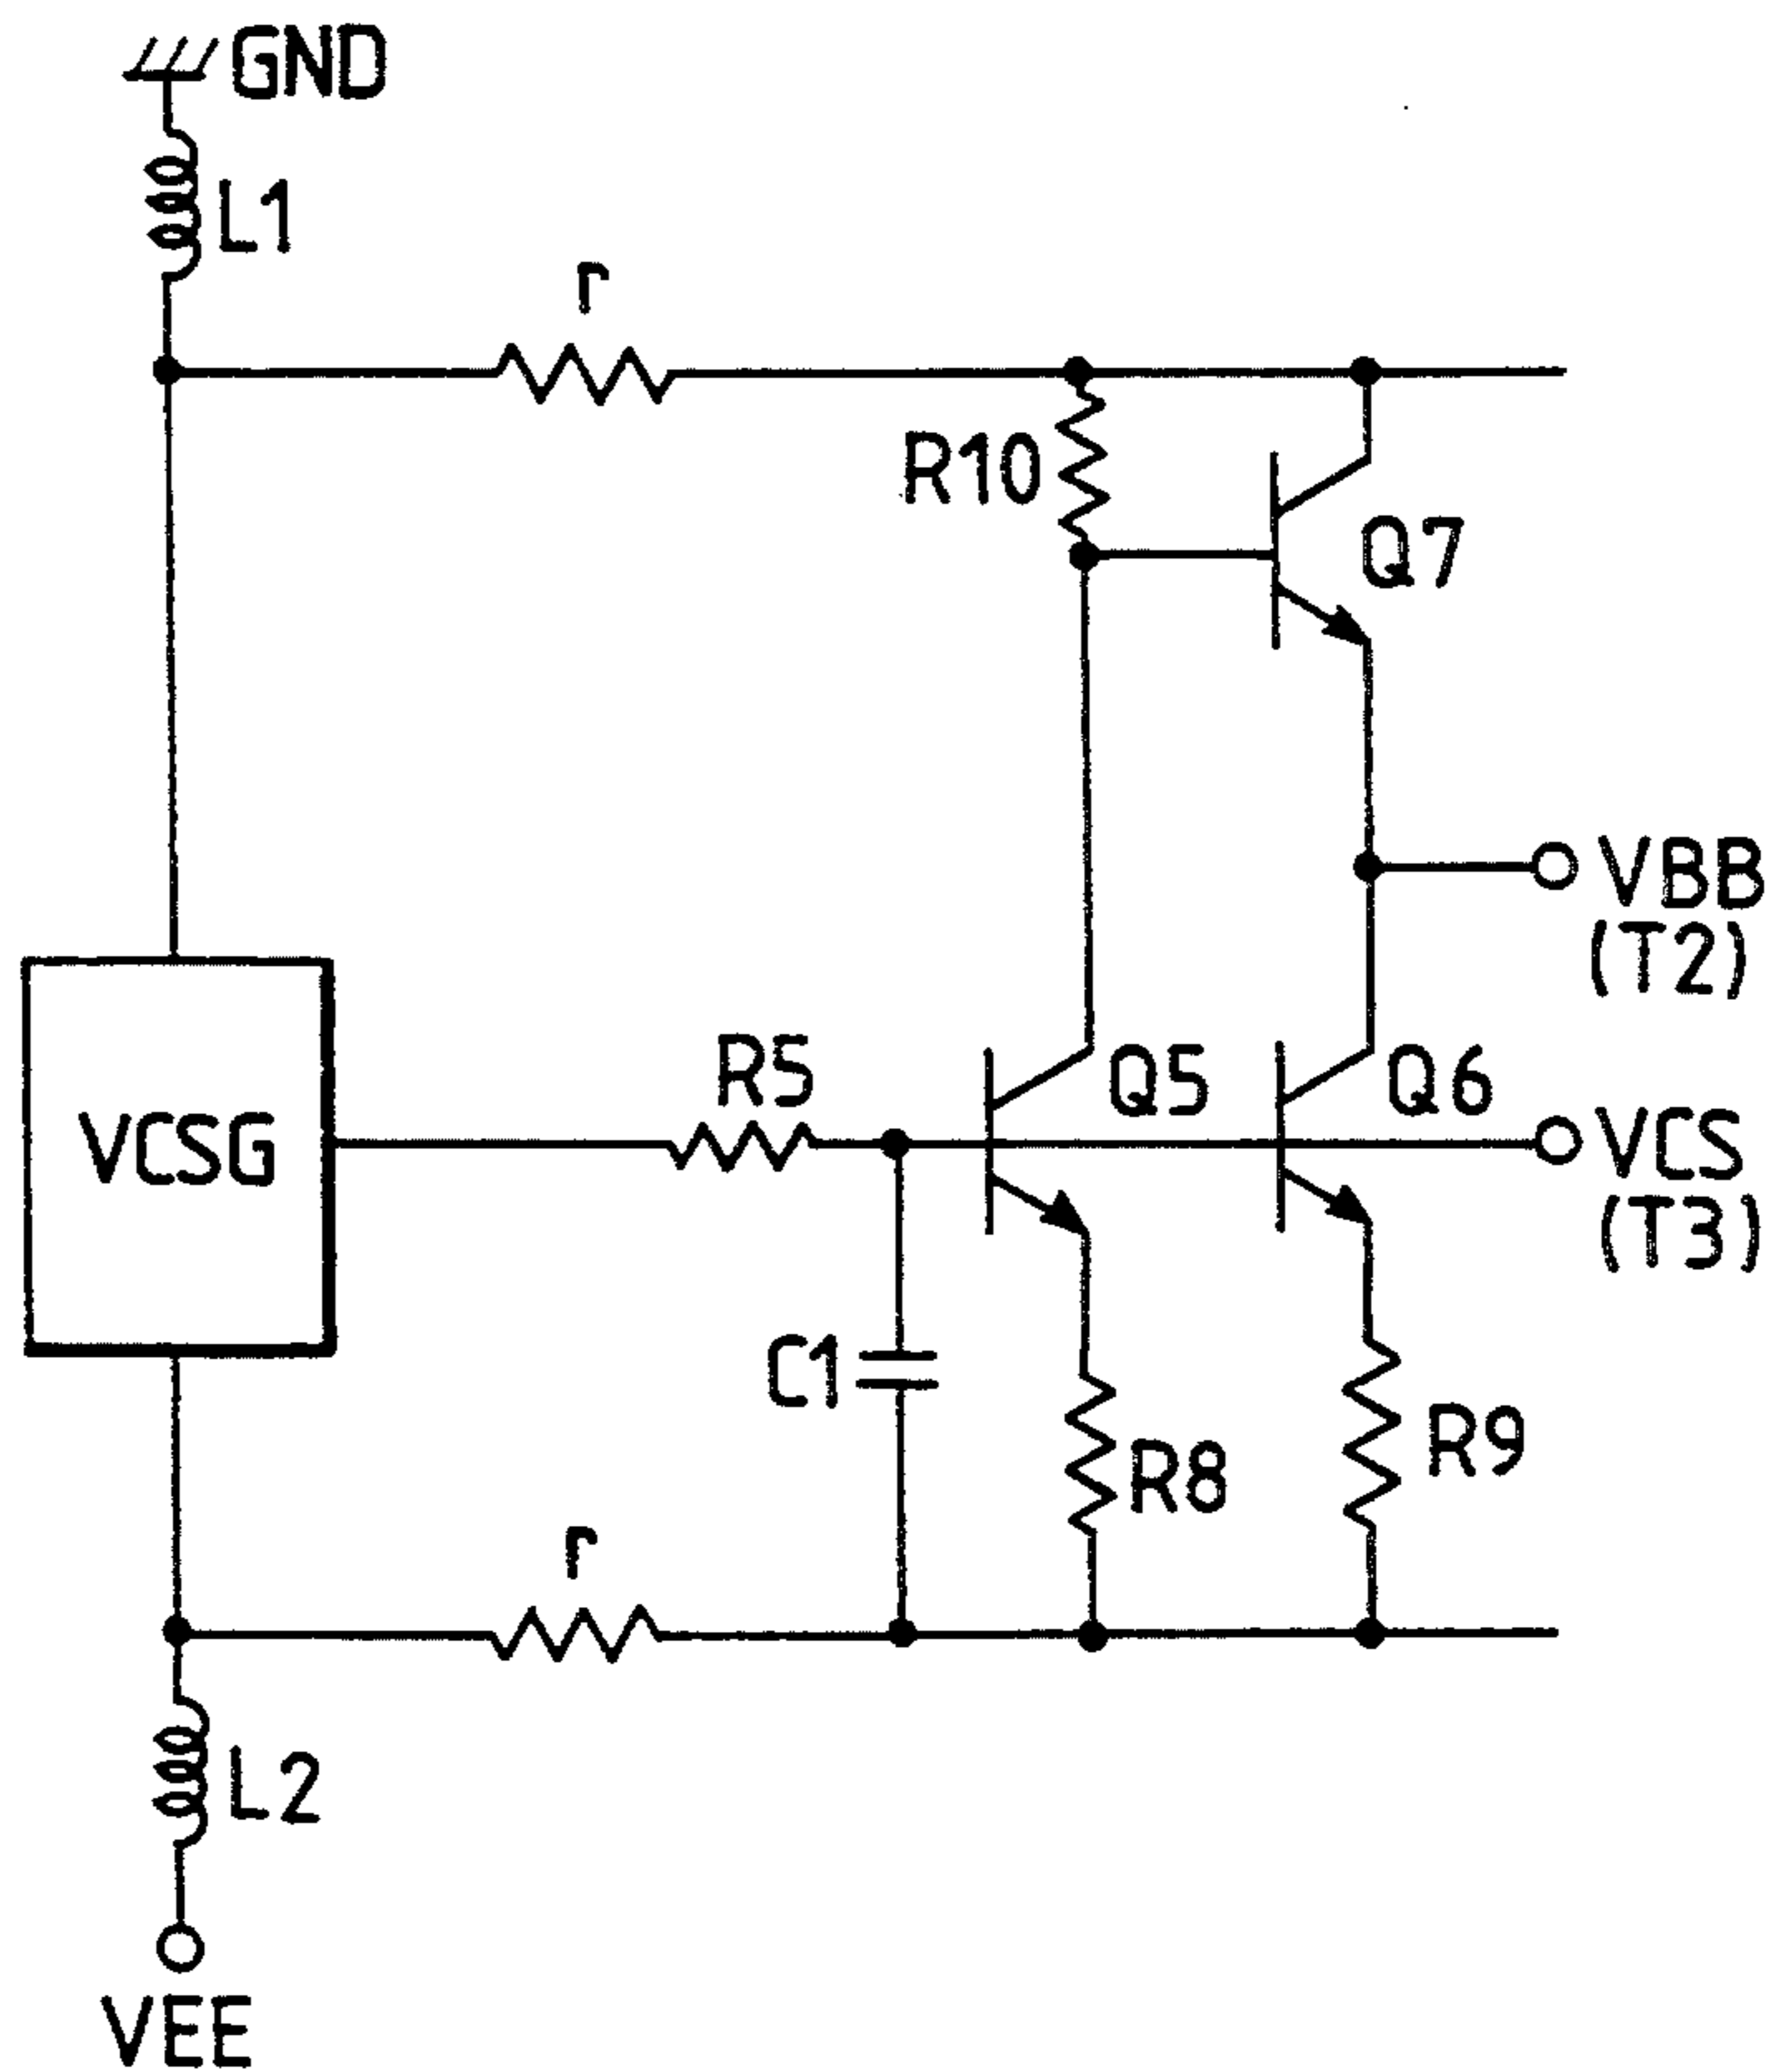 GND
L1
r
R10
Q7
VBB
(T2)
R5
Q5
Q6
VCSG
VCS
(T3)
C1
R8
R9
r
L2
VEE